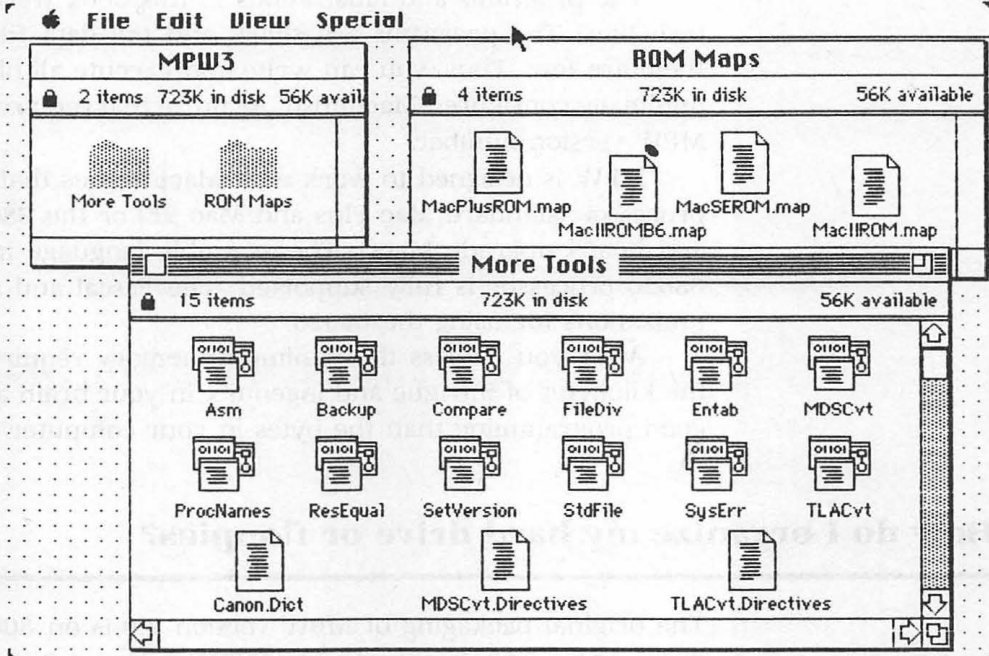 File Edit View Special
MPW3
2 items 723K in disk 56K avail
More Tools ROM Maps
ROM Maps
4 items 723K in disk 56K available
MacPlusROM.map MacSEROM.map
MacIIROMB6.map MacIIROM.map
More Tools
15 items 723K in disk 56K available
Asm Backup Compare FileDiv Entab MDSCvt
ProcNames ResEqual SetVersion StdFile SysErr TLACvt
Canon.Dict MDSCvt.Directives TLACvt.Directives